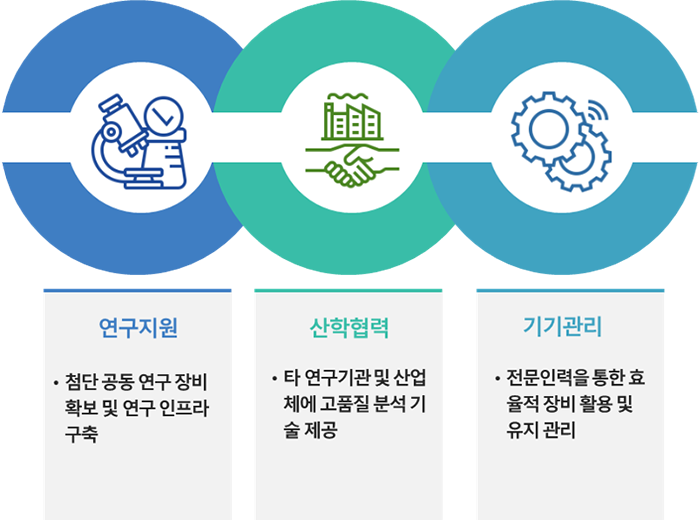 연구지원
• 첨단 공동 연구 장비
확보 및 연구 인프라
구축
산학협력
• 타 연구기관 및 산업
체에 고품질 분석 기
술 제공
기기관리
• 전문인력을 통한 효
율적 장비 활용 및
유지 관리